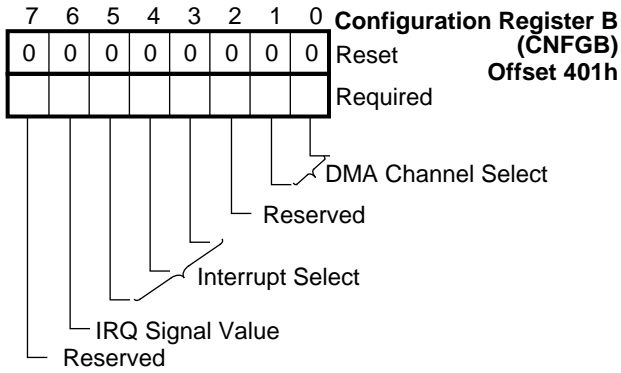 7 6 5 4 3 2 1 0 Configuration Register B
(CNFGB)
0 0 0 0 0 0 0 0 Reset
Offset 401h
Required
DMA Channel Select
Reserved
Interrupt Select
IRQ Signal Value
Reserved